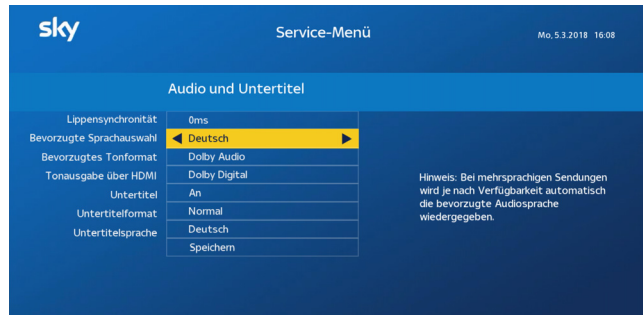 sky
Service-Menü
Mo, 5.3.2018 16:08
Audio und Untertitel
Lippensynchronität 0ms
Bevorzugte Sprachauswahl Deutsch
Bevorzugtes Tonformat Dolby Audio
Tonausgabe über HDMI Dolby Digital
Untertitel An
Untertitelformat Normal
Untertitelsprache Deutsch
Speichern
Hinweis: Bei mehrsprachigen Sendungen
wird je nach Verfügbarkeit automatisch
die bevorzugte Audiosprache
wiedergegeben.